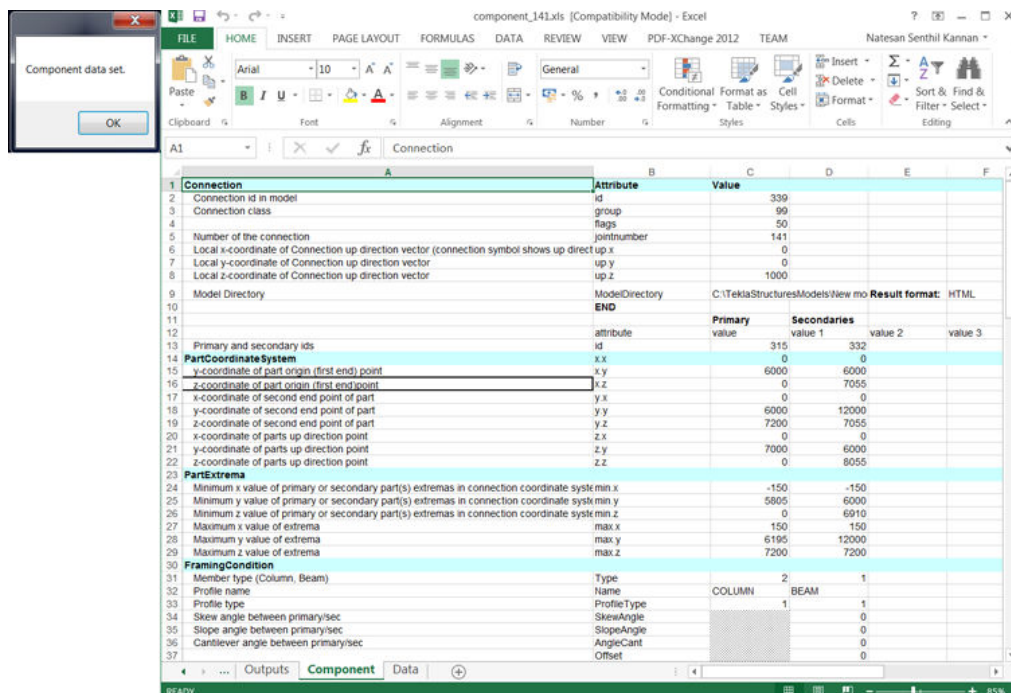 Component data set.
OK
component_141.xls [Compatibility Mode] - Excel
FILE HOME INSERT PAGE LAYOUT FORMULAS DATA REVIEW VIEW PDF-XChange 2012 TEAM Natesan Senthil Kannan
Paste
Arial 10 A A
B I U A
General
% ,
Conditional Formatting Format as Table Cell Styles
Insert
Delete
Format
Sort & Filter Find & Select
Clipboard Font Alignment Number Styles Cells Editing
A1 fx Connection
A B C D E F
1 Connection Attribute Value
2 Connection id in model id 339
3 Connection class group 99
4 flags 50
5 Number of the connection jointnumber 141
6 Local x-coordinate of Connection up direction vector (connection symbol shows up direct up.x 0
7 Local y-coordinate of Connection up direction vector up.y 0
8 Local z-coordinate of Connection up direction vector up.z 1000
9 Model Directory ModelDirectory C:\TeklaStructuresModels\New mo Result format: HTML
10 END
11 Primary Secondaries
12 attribute value value 1 value 2 value 3
13 Primary and secondary ids id 315 332
14 PartCoordinateSystem x.x 0 0
15 y-coordinate of part origin (first end) point x.y 6000 6000
16 z-coordinate of part origin (first end)point x.z 0 7055
17 x-coordinate of second end point of part y.x 0 0
18 y-coordinate of second end point of part y.y 6000 12000
19 z-coordinate of second end point of part y.z 7200 7055
20 x-coordinate of parts up direction point z.x 0 0
21 y-coordinate of parts up direction point z.y 7000 6000
22 z-coordinate of parts up direction point z.z 0 8055
23 PartExtrema
24 Minimum x value of primary or secondary part(s) extremas in connection coordinate syste min.x -150 -150
25 Minimum y value of primary or secondary part(s) extremas in connection coordinate syste min.y 5805 6000
26 Minimum z value of primary or secondary part(s) extremas in connection coordinate syste min.z 0 6910
27 Maximum x value of extrema max.x 150 150
28 Maximum y value of extrema max.y 6195 12000
29 Maximum z value of extrema max.z 7200 7200
30 FramingCondition
31 Member type (Column, Beam) Type 2 1
32 Profile name Name COLUMN BEAM
33 Profile type ProfileType 1 1
34 Skew angle between primary/sec SkewAngle 0
35 Slope angle between primary/sec SlopeAngle 0
36 Cantilever angle between primary/sec AngleCant 0
37 Offset 0
... Outputs Component Data
READY 85%